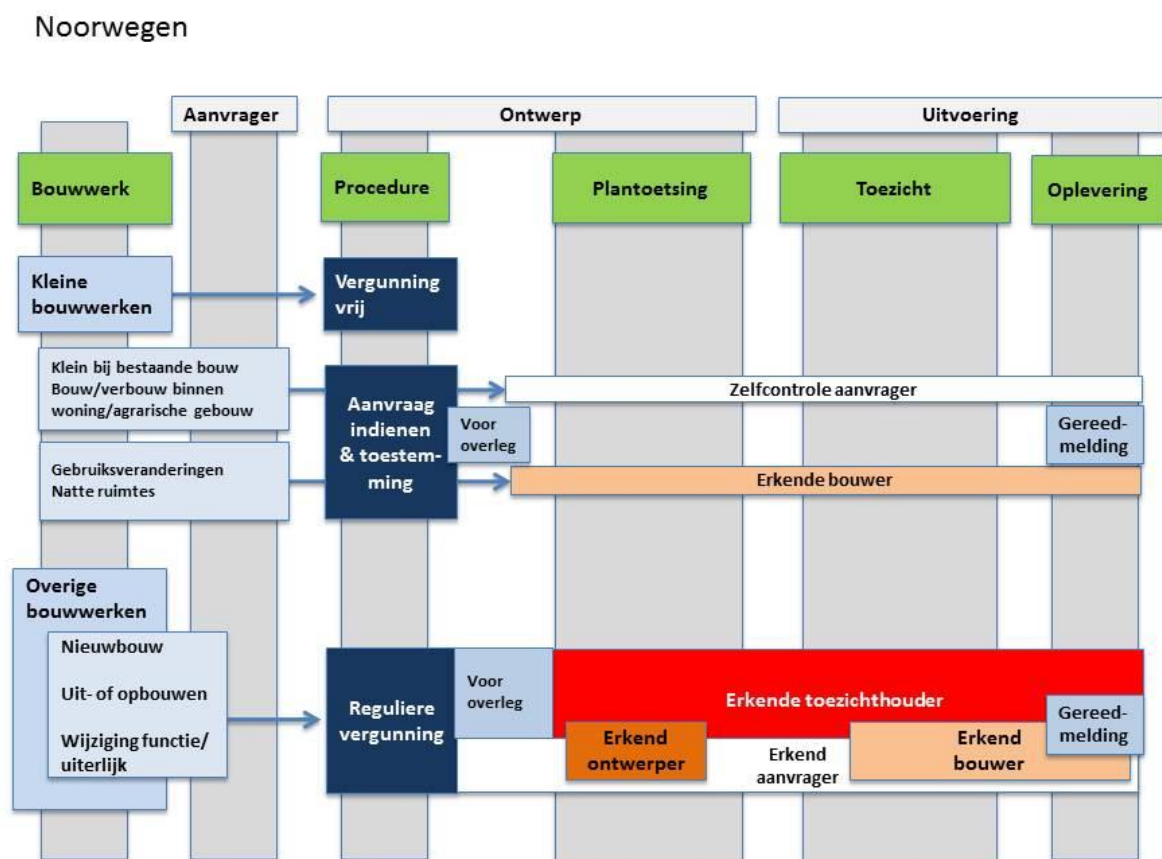 Noorwegen
Aanvrager
Ontwerp
Uitvoering
Bouwwerk
Procedure
Plantoetsing
Toezicht
Oplevering
Kleine
bouwwerken
Vergunning
vrij
Klein bij bestaande bouw
Bouw/verbouw binnen
woning/agrarische gebouw
Aanvraag
indienen
& toestem-
ming
Voor
overleg
Zelfcontrole aanvrager
Gereed-
melding
Gebruiksveranderingen
Natte ruimtes
Erkende bouwer
Overige
bouwwerken
Nieuwbouw
Uit- of opbouwen
Wijziging functie/
uiterlijk
Reguliere
vergunning
Voor
overleg
Erkende toezichthouder
Gereed-
melding
Erkend
ontwerper
Erkend
aanvrager
Erkend
bouwer